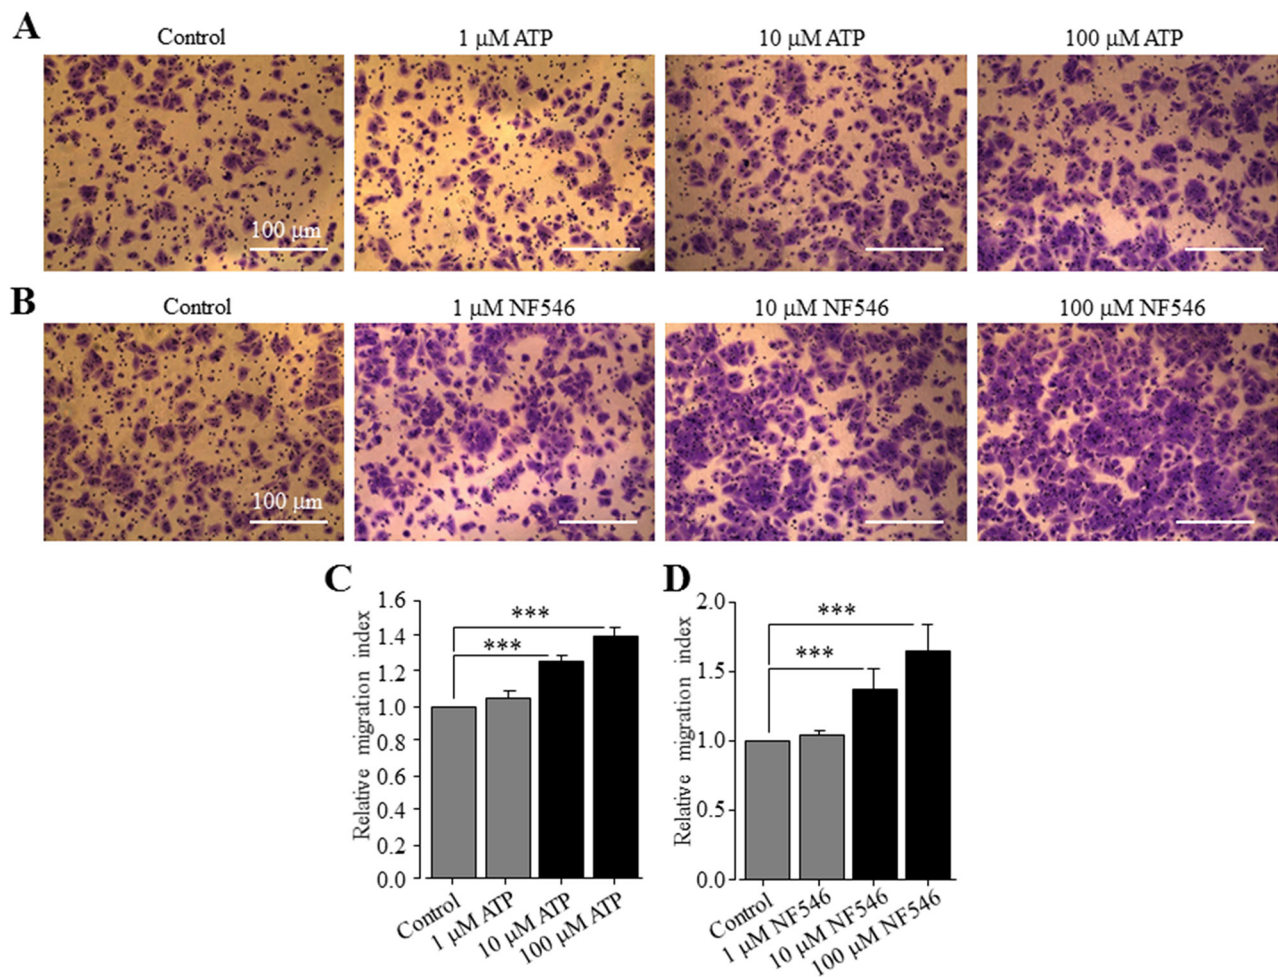 A
Control
1 μM ATP
10 μM ATP
100 μM ATP
100 μm
B
Control
1 μM NF546
10 μM NF546
100 μM NF546
100 μm
C
Relative migration index
1.6
1.4
1.2
1.0
0.8
0.6
0.4
0.2
0.0
***
***
Control
1 μM ATP
10 μM ATP
100 μM ATP
D
Relative migration index
2.0
1.5
1.0
0.5
0.0
***
***
Control
1 μM NF546
10 μM NF546
100 μM NF546